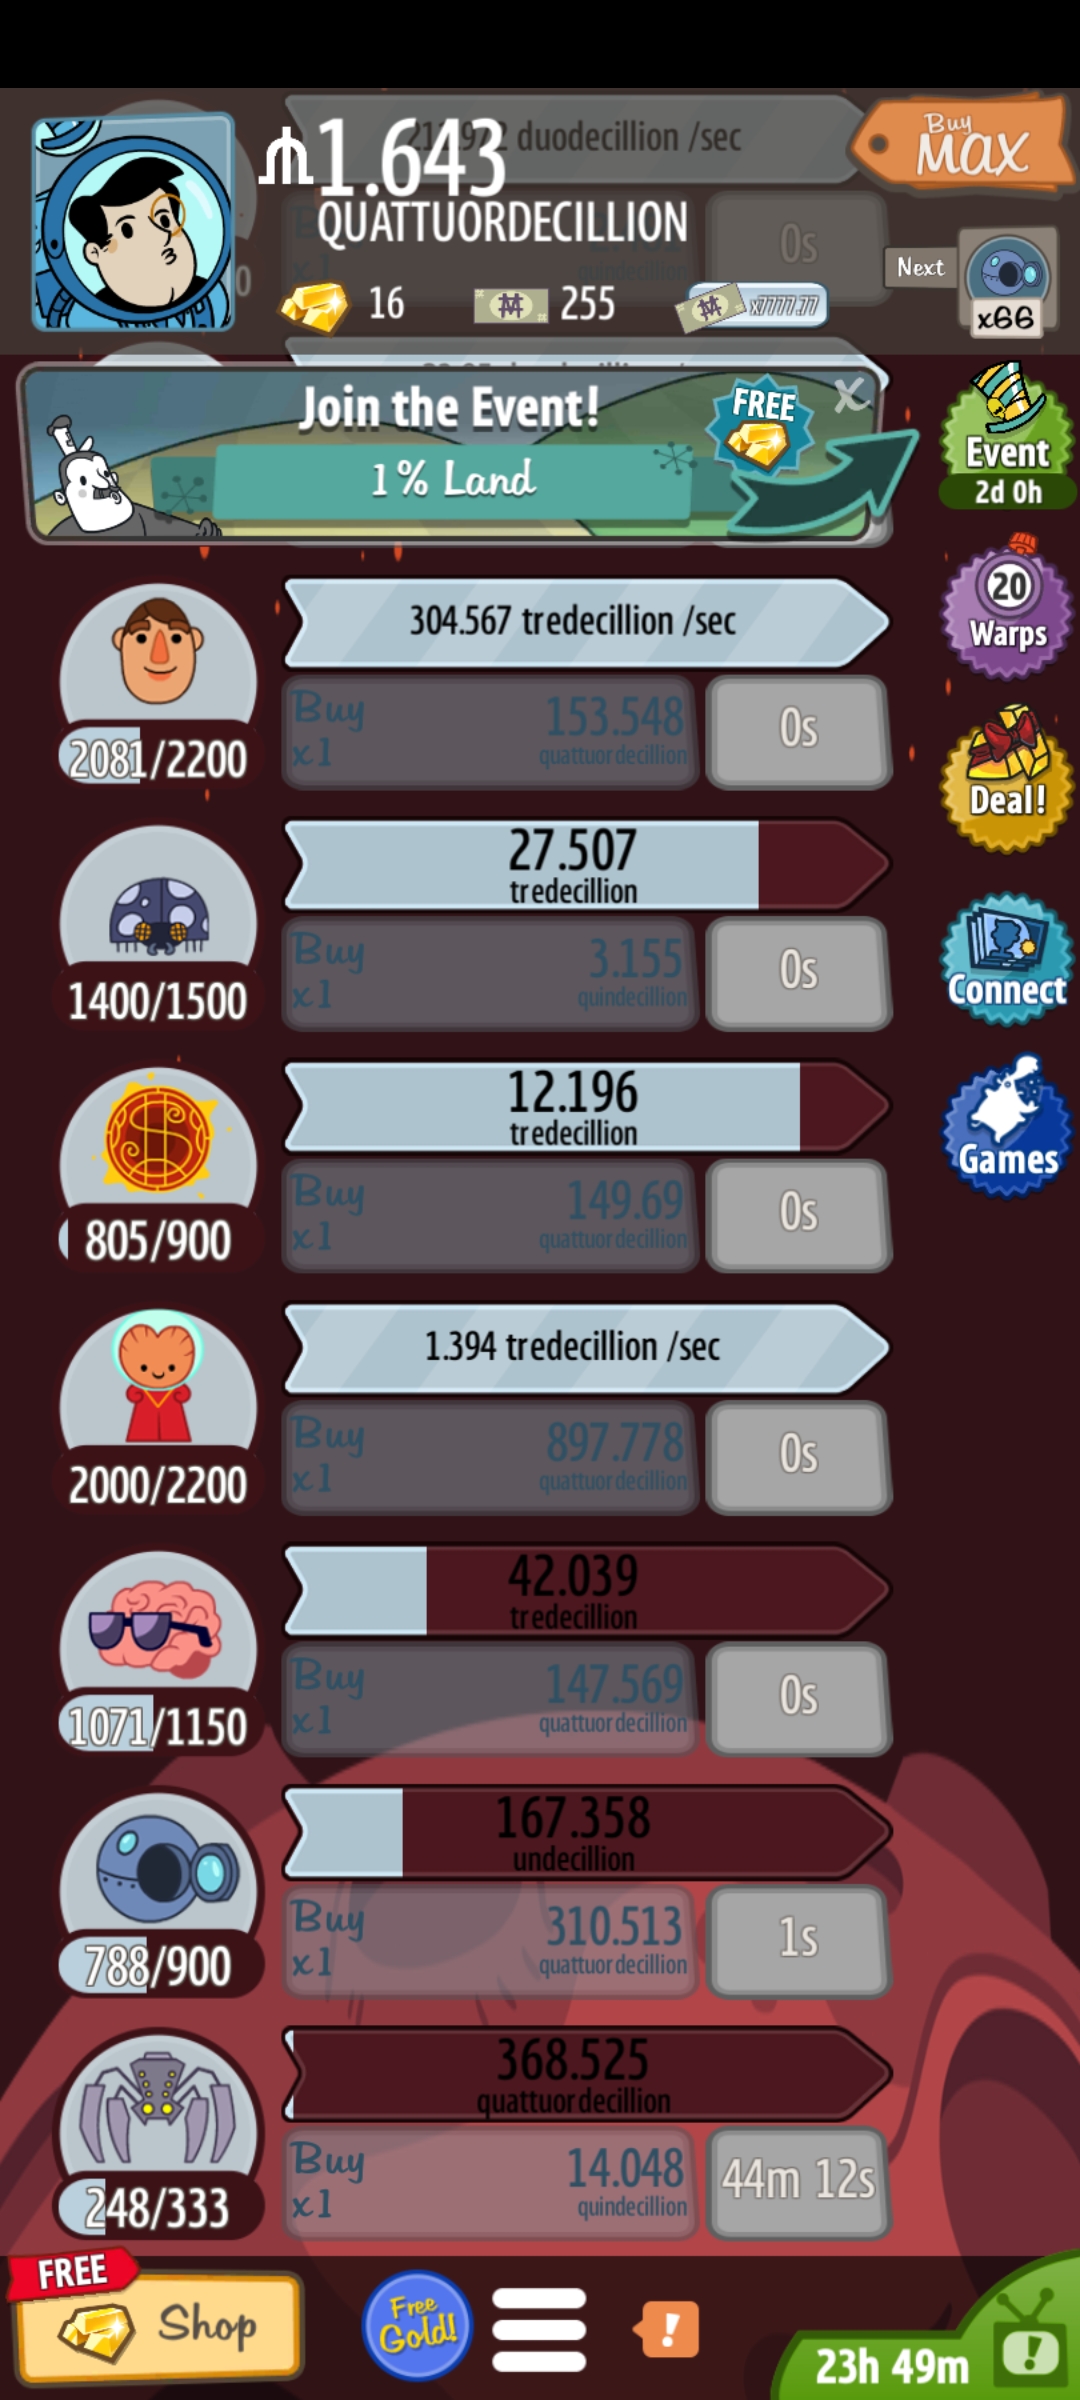 duodecillion /sec
₼1.643
QUATTUORDECILLION
Buy
MAX
0s
Next
16
255
x7777.77
x66
Join the Event!
FREE
X
1% Land
Event
2d 0h
304.567 tredecillion /sec
20
Warps
Buy
x1
153.548
quattuordecillion
0s
2081/2200
Deal!
27.507
tredecillion
Buy
x1
3.155
quindecillion
0s
1400/1500
Connect
12.196
tredecillion
Buy
x1
149.69
quattuordecillion
0s
805/900
Games
1.394 tredecillion /sec
Buy
x1
897.778
quattuordecillion
0s
2000/2200
42.039
tredecillion
Buy
x1
147.569
quattuordecillion
0s
1071/1150
167.358
undecillion
Buy
x1
310.513
quattuordecillion
1s
788/900
368.525
quattuordecillion
Buy
x1
14.048
quindecillion
44m 12s
248/333
FREE
Shop
Free
Gold!
!
23h 49m
!